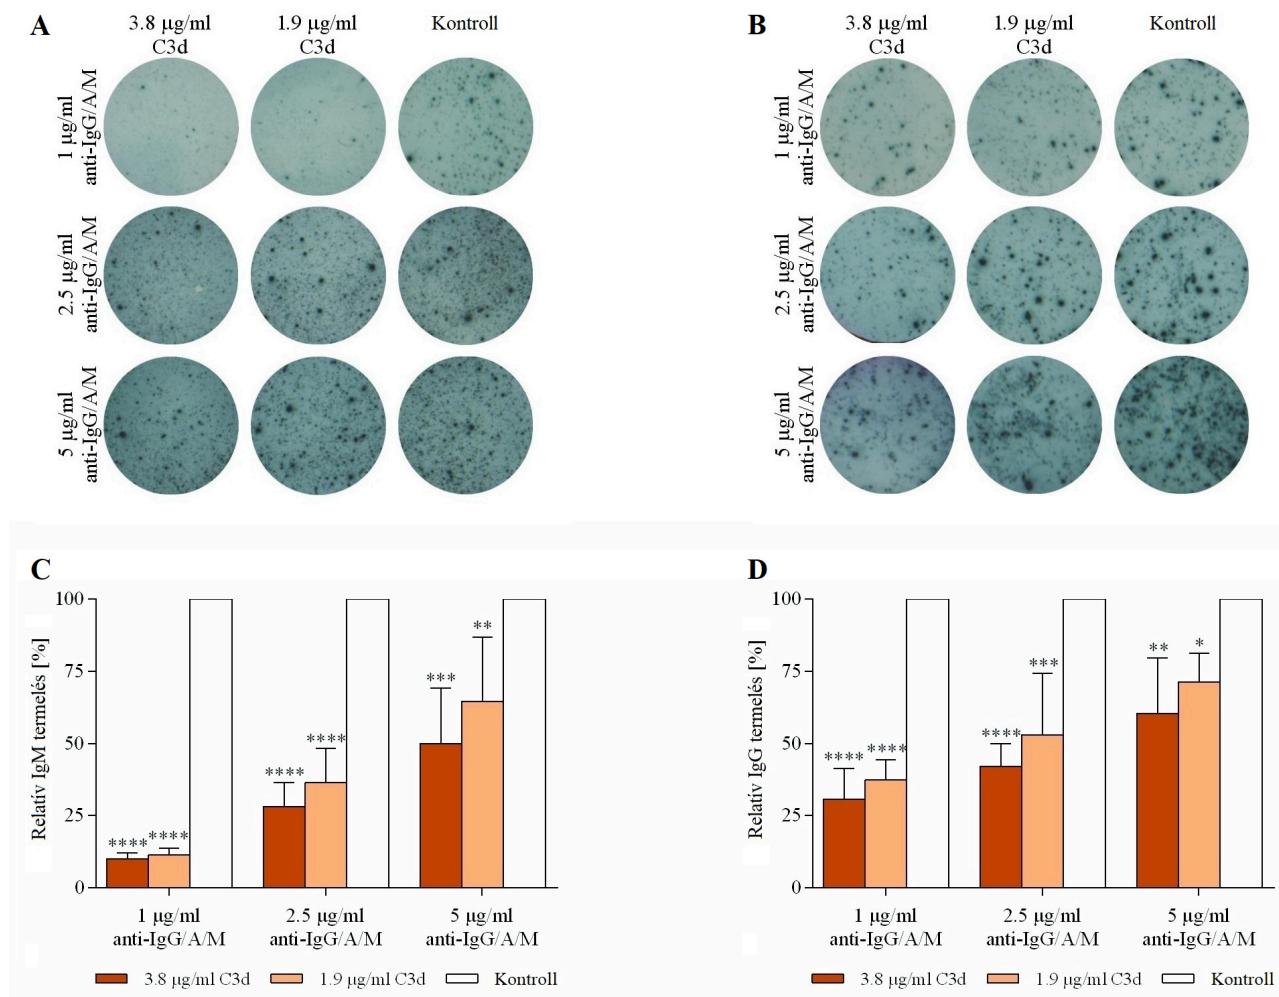 A
3.8 μg/ml
C3d
1.9 μg/ml
C3d
Kontroll
1 μg/ml
anti-IgG/A/M
2.5 μg/ml
anti-IgG/A/M
5 μg/ml
anti-IgG/A/M
B
3.8 μg/ml
C3d
1.9 μg/ml
C3d
Kontroll
1 μg/ml
anti-IgG/A/M
2.5 μg/ml
anti-IgG/A/M
5 μg/ml
anti-IgG/A/M
C
Relatív IgM termelés [%]
100
75
50
25
0
****
****
****
****
***
**
1 μg/ml
anti-IgG/A/M
2.5 μg/ml
anti-IgG/A/M
5 μg/ml
anti-IgG/A/M
3.8 μg/ml C3d
1.9 μg/ml C3d
Kontroll
D
Relatív IgG termelés [%]
100
75
50
25
0
****
****
****
***
**
*
1 μg/ml
anti-IgG/A/M
2.5 μg/ml
anti-IgG/A/M
5 μg/ml
anti-IgG/A/M
3.8 μg/ml C3d
1.9 μg/ml C3d
Kontroll